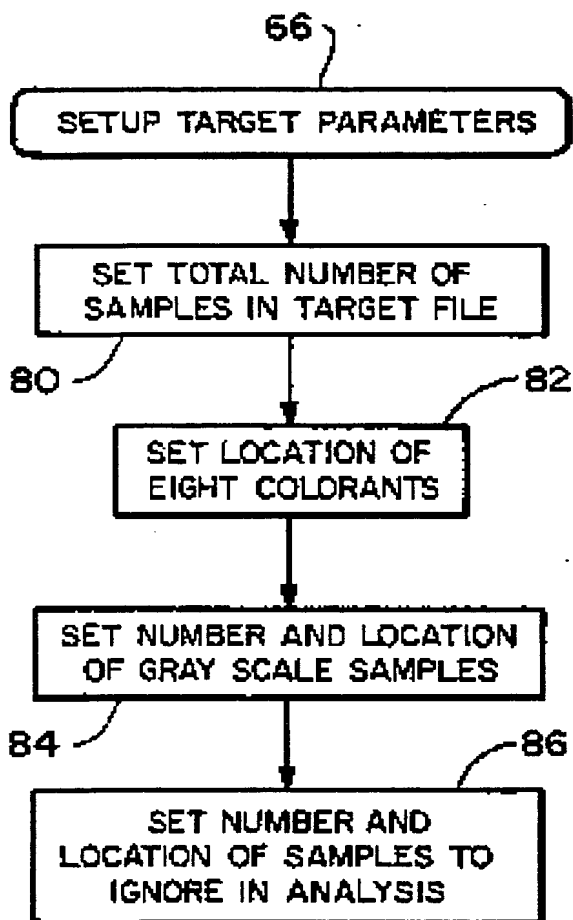 66
SETUP TARGET PARAMETERS
SET TOTAL NUMBER OF
SAMPLES IN TARGET FILE
80
82
SET LOCATION OF
EIGHT COLORANTS
SET NUMBER AND LOCATION
OF GRAY SCALE SAMPLES
84
86
SET NUMBER AND
LOCATION OF SAMPLES TO
IGNORE IN ANALYSIS